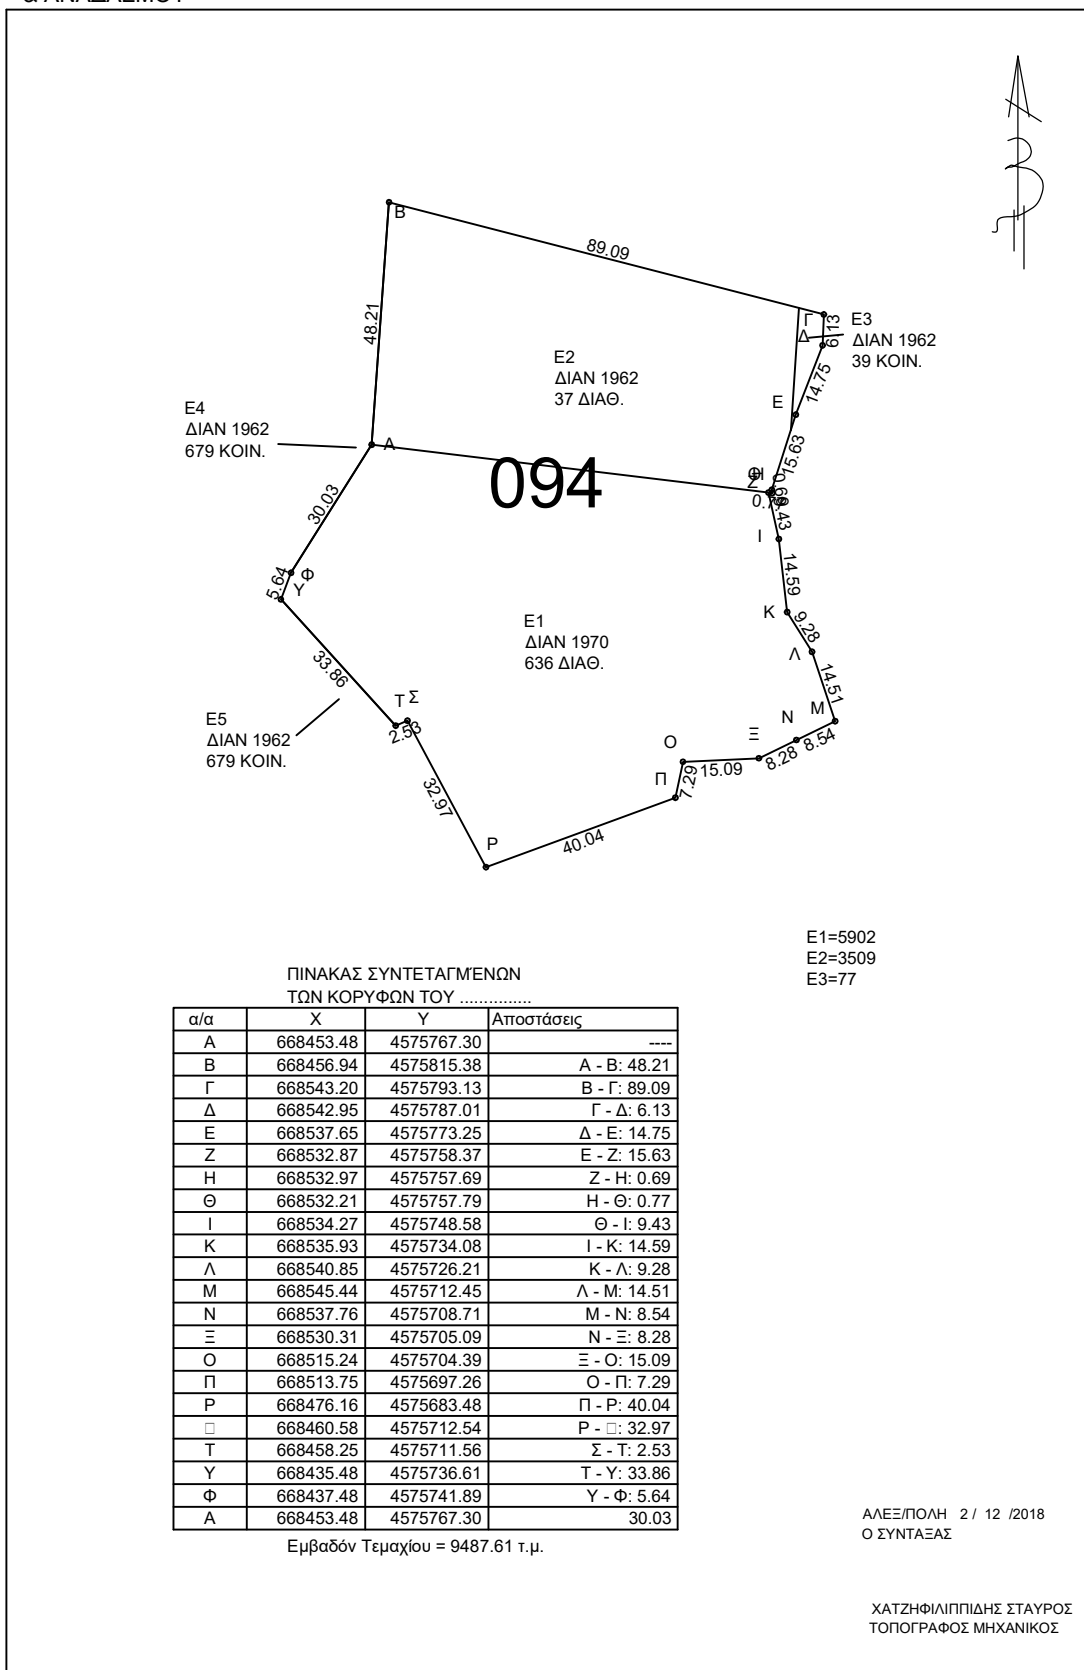 Β
89.09
Γ
6.13
Δ
Ε3
ΔΙΑΝ 1962
39 ΚΟΙΝ.
48.21
Ε2
ΔΙΑΝ 1962
37 ΔΙΑΘ.
14.75
Ε
Ε4
ΔΙΑΝ 1962
679 ΚΟΙΝ.
Α
094
15.63
Θ
Η
Ζ
0.69
9.43
Ι
30.03
14.59
Φ
Υ
5.64
Κ
9.28
Ε1
ΔΙΑΝ 1970
636 ΔΙΑΘ.
Λ
33.86
14.51
Τ Σ
2.53
Μ
Ν
8.54
Ε5
ΔΙΑΝ 1962
679 ΚΟΙΝ.
Ξ
8.28
Ο
15.09
Π
7.29
32.97
Ρ
40.04
Ε1=5902
Ε2=3509
Ε3=77
ΠΙΝΑΚΑΣ ΣΥΝΤΕΤΑΓΜΈΝΩΝ
ΤΩΝ ΚΟΡΥΦΩΝ ΤΟΥ ...............
α/α Χ Υ Αποστάσεις
Α 668453.48 4575767.30 ----
Β 668456.94 4575815.38 Α - Β: 48.21
Γ 668543.20 4575793.13 Β - Γ: 89.09
Δ 668542.95 4575787.01 Γ - Δ: 6.13
Ε 668537.65 4575773.25 Δ - Ε: 14.75
Ζ 668532.87 4575758.37 Ε - Ζ: 15.63
Η 668532.97 4575757.69 Ζ - Η: 0.69
Θ 668532.21 4575757.79 Η - Θ: 0.77
Ι 668534.27 4575748.58 Θ - Ι: 9.43
Κ 668535.93 4575734.08 Ι - Κ: 14.59
Λ 668540.85 4575726.21 Κ - Λ: 9.28
Μ 668545.44 4575712.45 Λ - Μ: 14.51
Ν 668537.76 4575708.71 Μ - Ν: 8.54
Ξ 668530.31 4575705.09 Ν - Ξ: 8.28
Ο 668515.24 4575704.39 Ξ - Ο: 15.09
Π 668513.75 4575697.26 Ο - Π: 7.29
Ρ 668476.16 4575683.48 Π - Ρ: 40.04
□ 668460.58 4575712.54 Ρ - □: 32.97
Τ 668458.25 4575711.56 Σ - Τ: 2.53
Υ 668435.48 4575736.61 Τ - Υ: 33.86
Φ 668437.48 4575741.89 Υ - Φ: 5.64
Α 668453.48 4575767.30 30.03
Εμβαδόν Τεμαχίου = 9487.61 τ.μ.
ΑΛΕΞ/ΠΟΛΗ 2 / 12 /2018
Ο ΣΥΝΤΑΞΑΣ
ΧΑΤΖΗΦΙΛΙΠΠΙΔΗΣ ΣΤΑΥΡΟΣ
ΤΟΠΟΓΡΑΦΟΣ ΜΗΧΑΝΙΚΟΣ